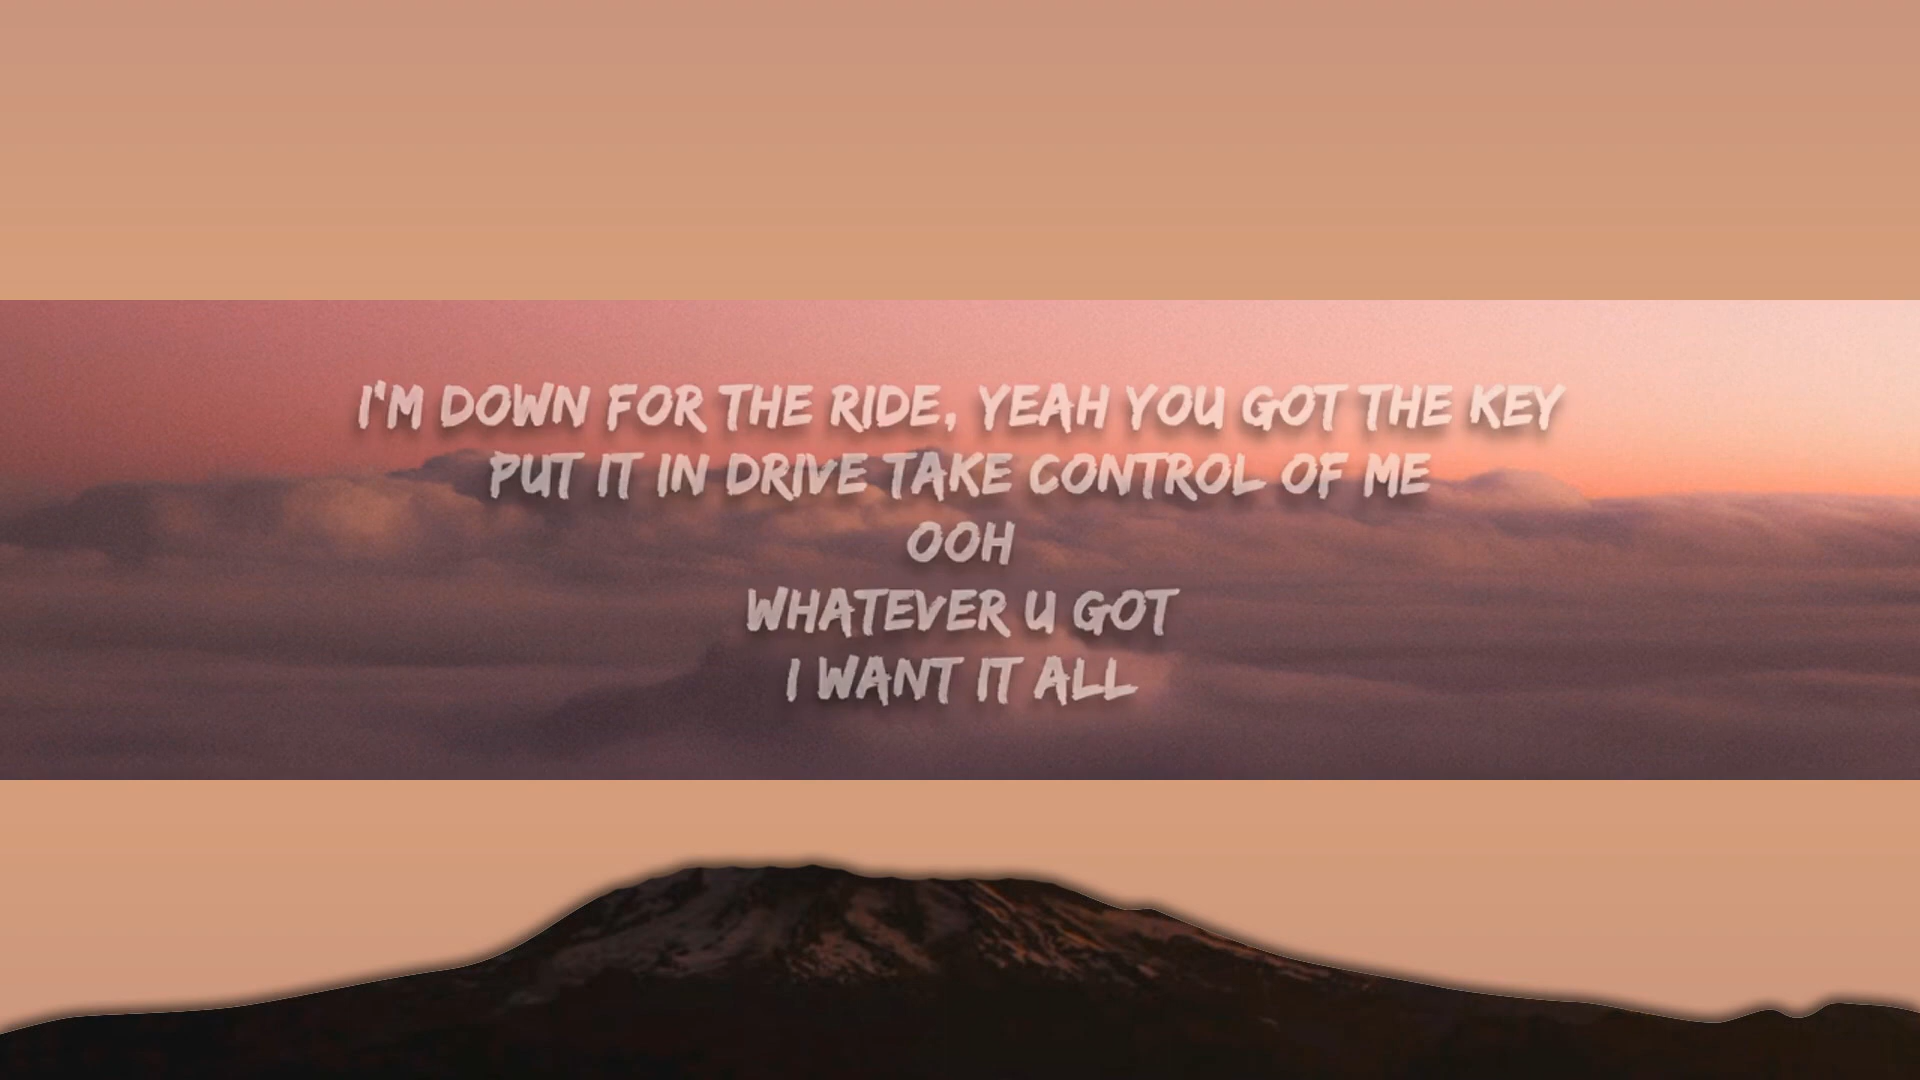 I'M DOWN FOR THE RIDE, YEAH YOU GOT THE KEY
PUT IT IN DRIVE TAKE CONTROL OF ME
OOH
WHATEVER U GOT
I WANT IT ALL